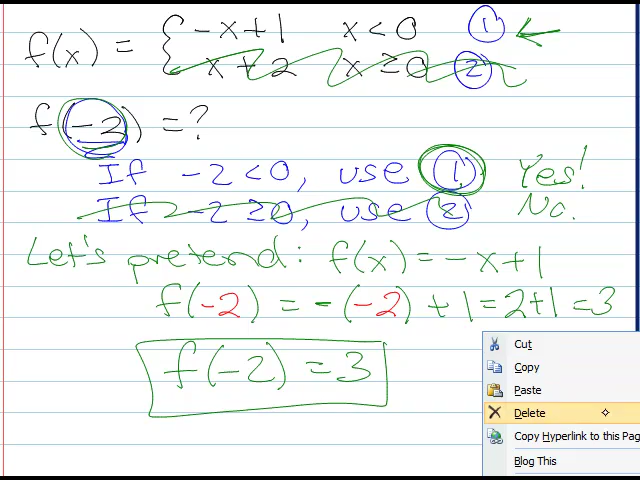 f(x) = { -x+1 x<0 ①
x+2 x≥0 ②
f(-2) = ?
If -2<0, use ① Yes!
If -2≥0, use ② No.
Let's pretend: f(x) = -x+1
f(-2) = -(-2) + 1 = 2+1 = 3
f(-2) = 3
Cut
Copy
Paste
Delete
Copy Hyperlink to this Pag
Blog This